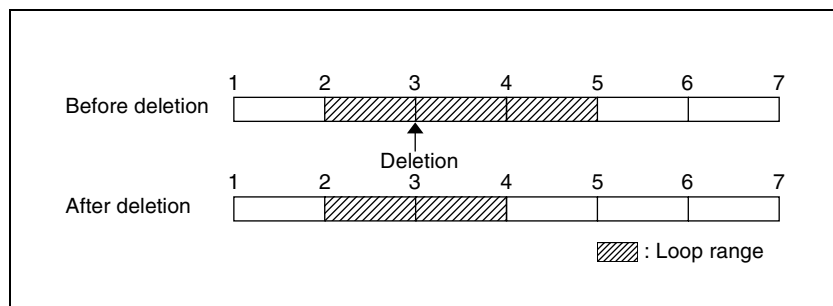 1 2 3 4 5 6 7
Before deletion
Deletion
1 2 3 4 5 6 7
After deletion
: Loop range